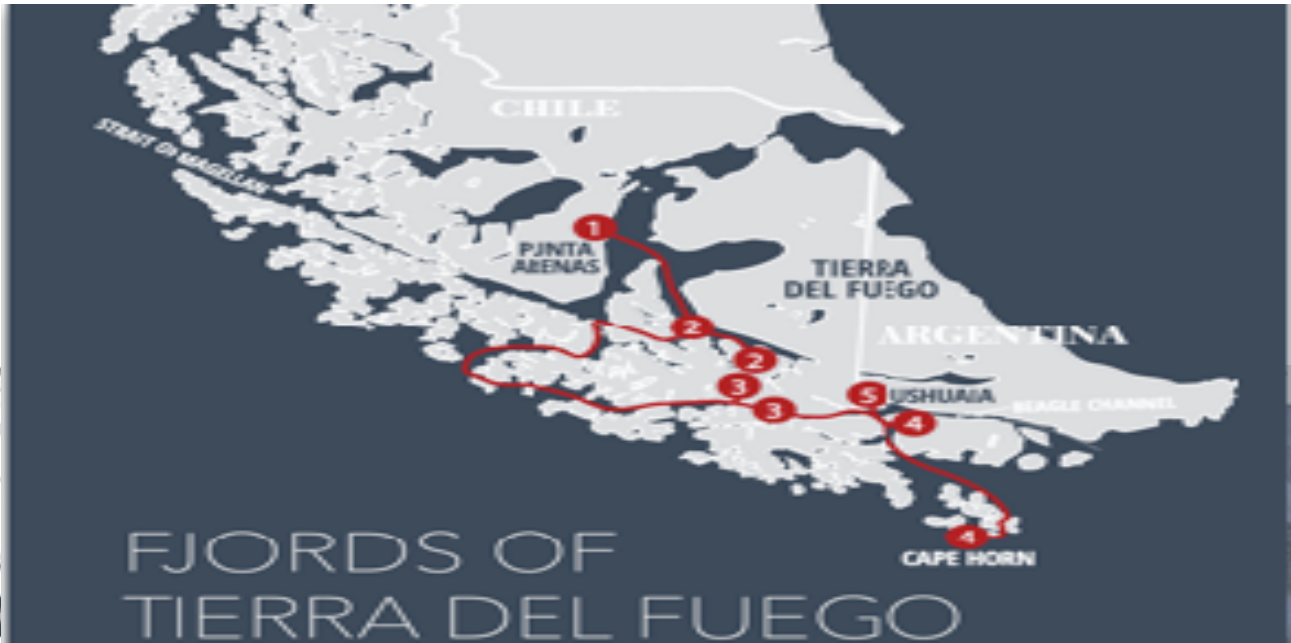 CHILE
STRAIT OF MAGELLAN
1
PUNTA
ARENAS
TIERRA
DEL FUEGO
2
ARGENTINA
2
3
3
5
USHUAIA
BEAGLE CHANNEL
4
4
CAPE HORN
FJORDS OF
TIERRA DEL FUEGO